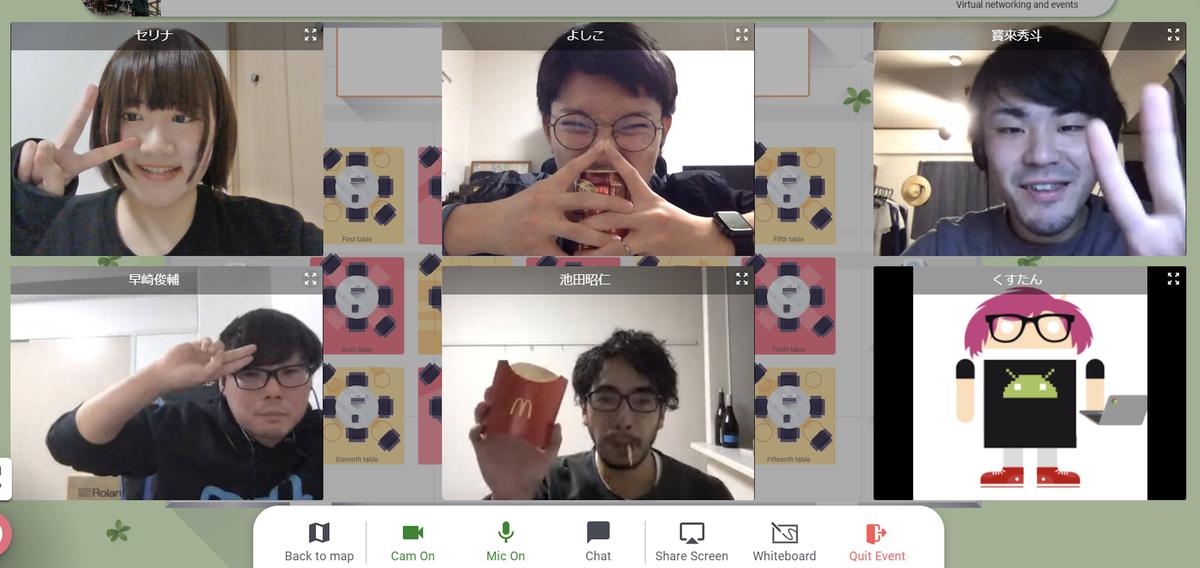 Virtual networking and events
セリナ
よしこ
寶來秀斗
First table
Fifth table
早崎俊輔
池田昭仁
くすたん
Sixth table
Tenth table
Eleventh table
Fifteenth table
Rolan
Back to map
Cam On
Mic On
Chat
Share Screen
Whiteboard
Quit Event